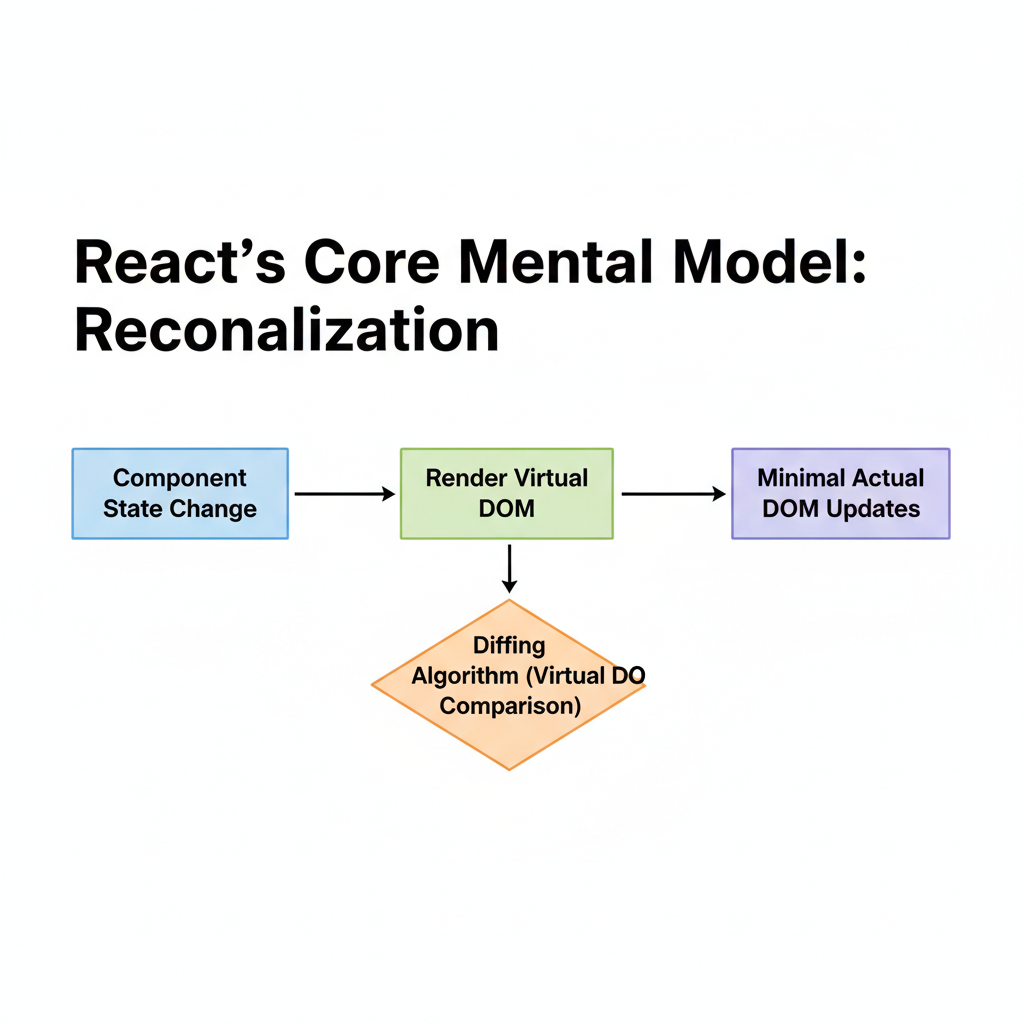 React’s Core Mental Model:
Reconalization
Component
State Change
Render Virtual
DOM
Minimal Actual
DOM Updates
Diffing
Algorithm (Virtual DO
Comparison)